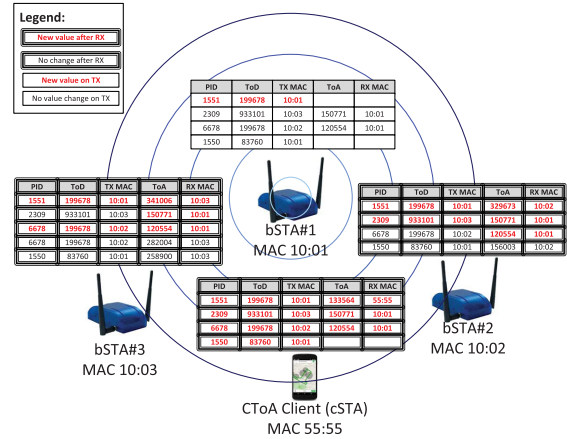 Legend:
New value after RX
No change after RX
New value on TX
No value change on TX
PID ToD TX MAC ToA RX MAC
1551 199678 10:01
2309 933101 10:03 150771 10:01
6678 199678 10:02 120554 10:01
1550 83760 10:01
bSTA#1
MAC 10:01
PID ToD TX MAC ToA RX MAC
1551 199678 10:01 341006 10:03
2309 933101 10:03 150771 10:01
6678 199678 10:02 120554 10:01
6678 199678 10:02 282004 10:03
1550 83760 10:01 258900 10:03
bSTA#3
MAC 10:03
PID ToD TX MAC ToA RX MAC
1551 199678 10:01 329673 10:02
2309 933101 10:03 150771 10:01
6678 199678 10:02 120554 10:01
1550 83760 10:01 156003 10:02
bSTA#2
MAC 10:02
PID ToD TX MAC ToA RX MAC
1551 199678 10:01 133564 55:55
2309 933101 10:03 150771 10:01
6678 199678 10:02 120554 10:01
1550 83760 10:01
CToA Client (cSTA)
MAC 55:55